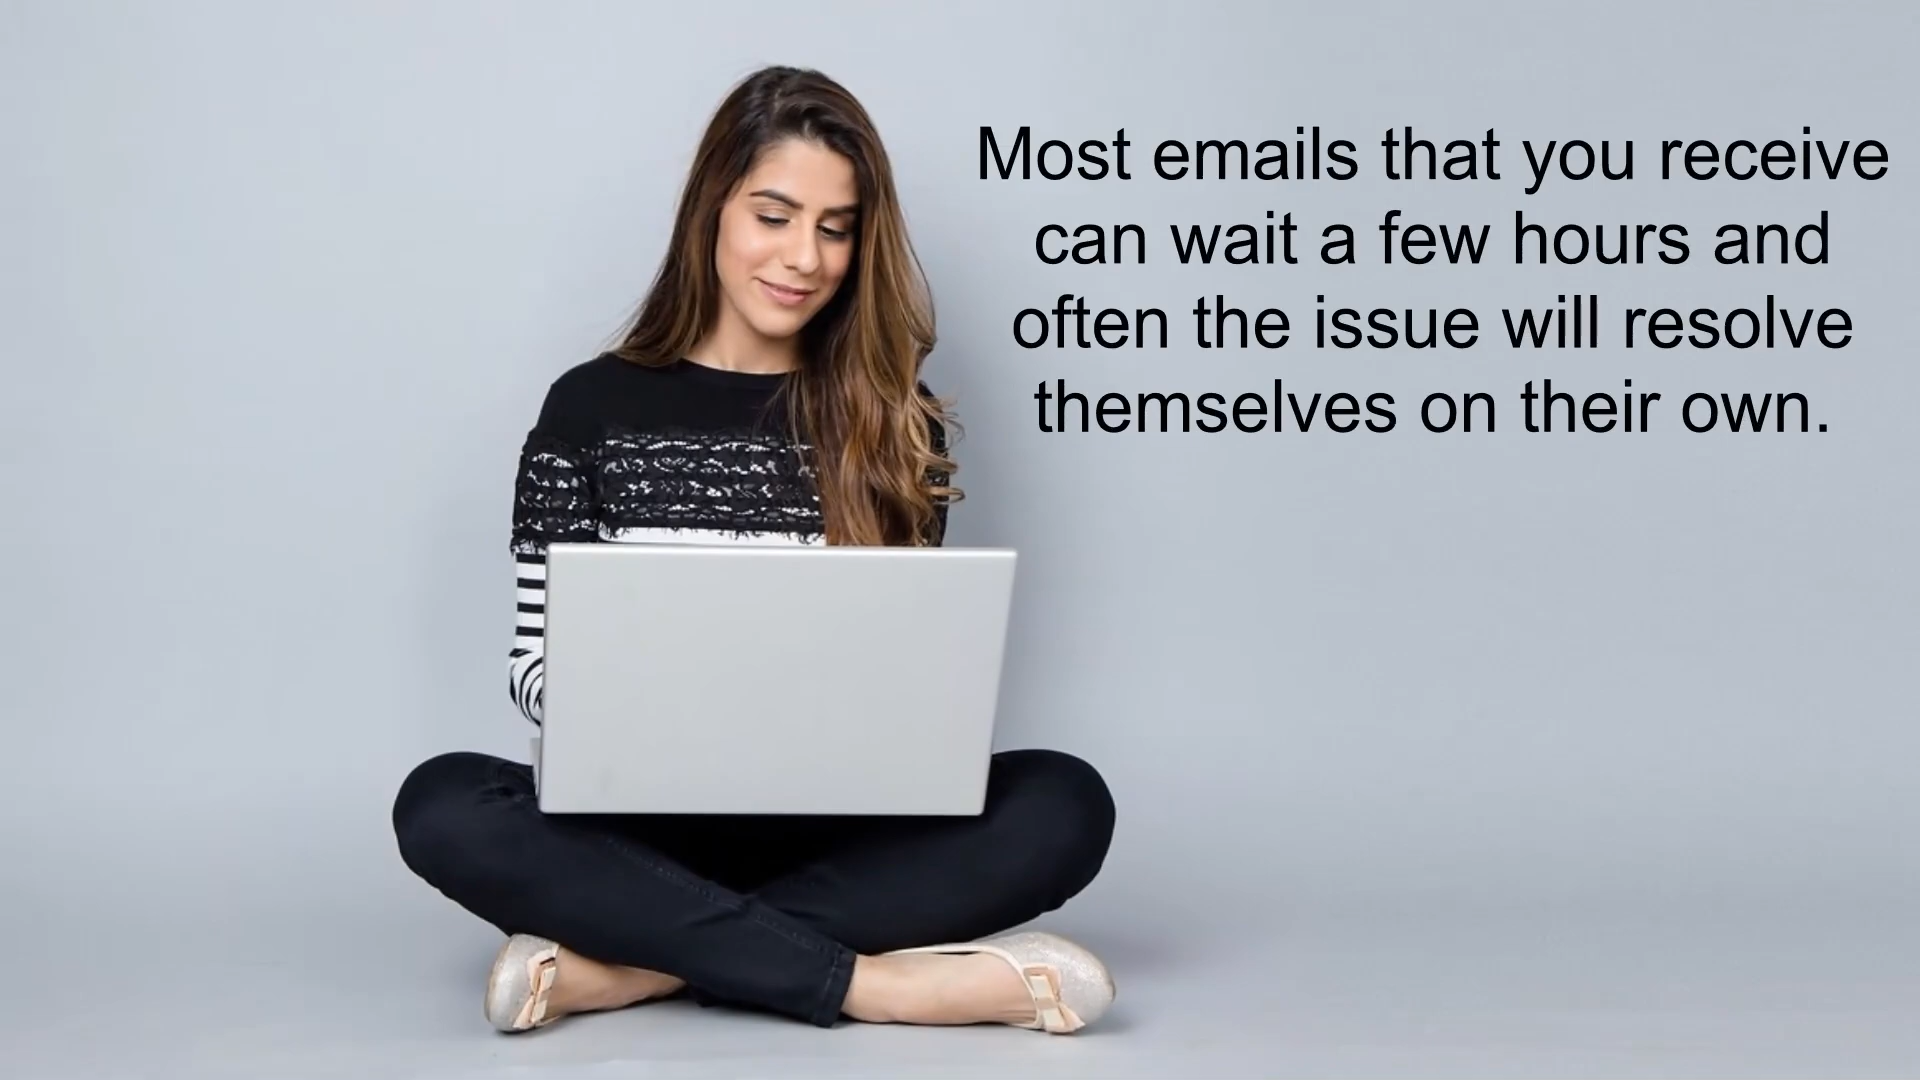 Most emails that you receive
can wait a few hours and
often the issue will resolve
themselves on their own.